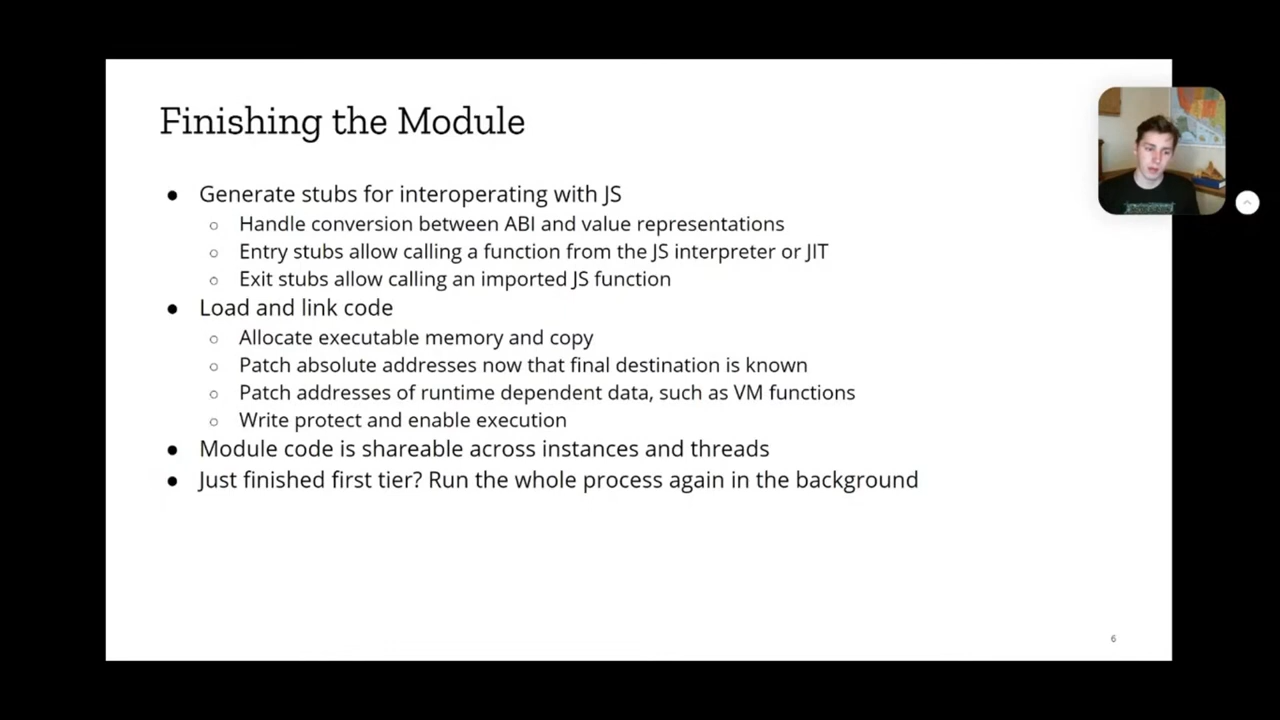 Finishing the Module
● Generate stubs for interoperating with JS
○ Handle conversion between ABI and value representations
○ Entry stubs allow calling a function from the JS interpreter or JIT
○ Exit stubs allow calling an imported JS function
● Load and link code
○ Allocate executable memory and copy
○ Patch absolute addresses now that final destination is known
○ Patch addresses of runtime dependent data, such as VM functions
○ Write protect and enable execution
● Module code is shareable across instances and threads
● Just finished first tier? Run the whole process again in the background
6